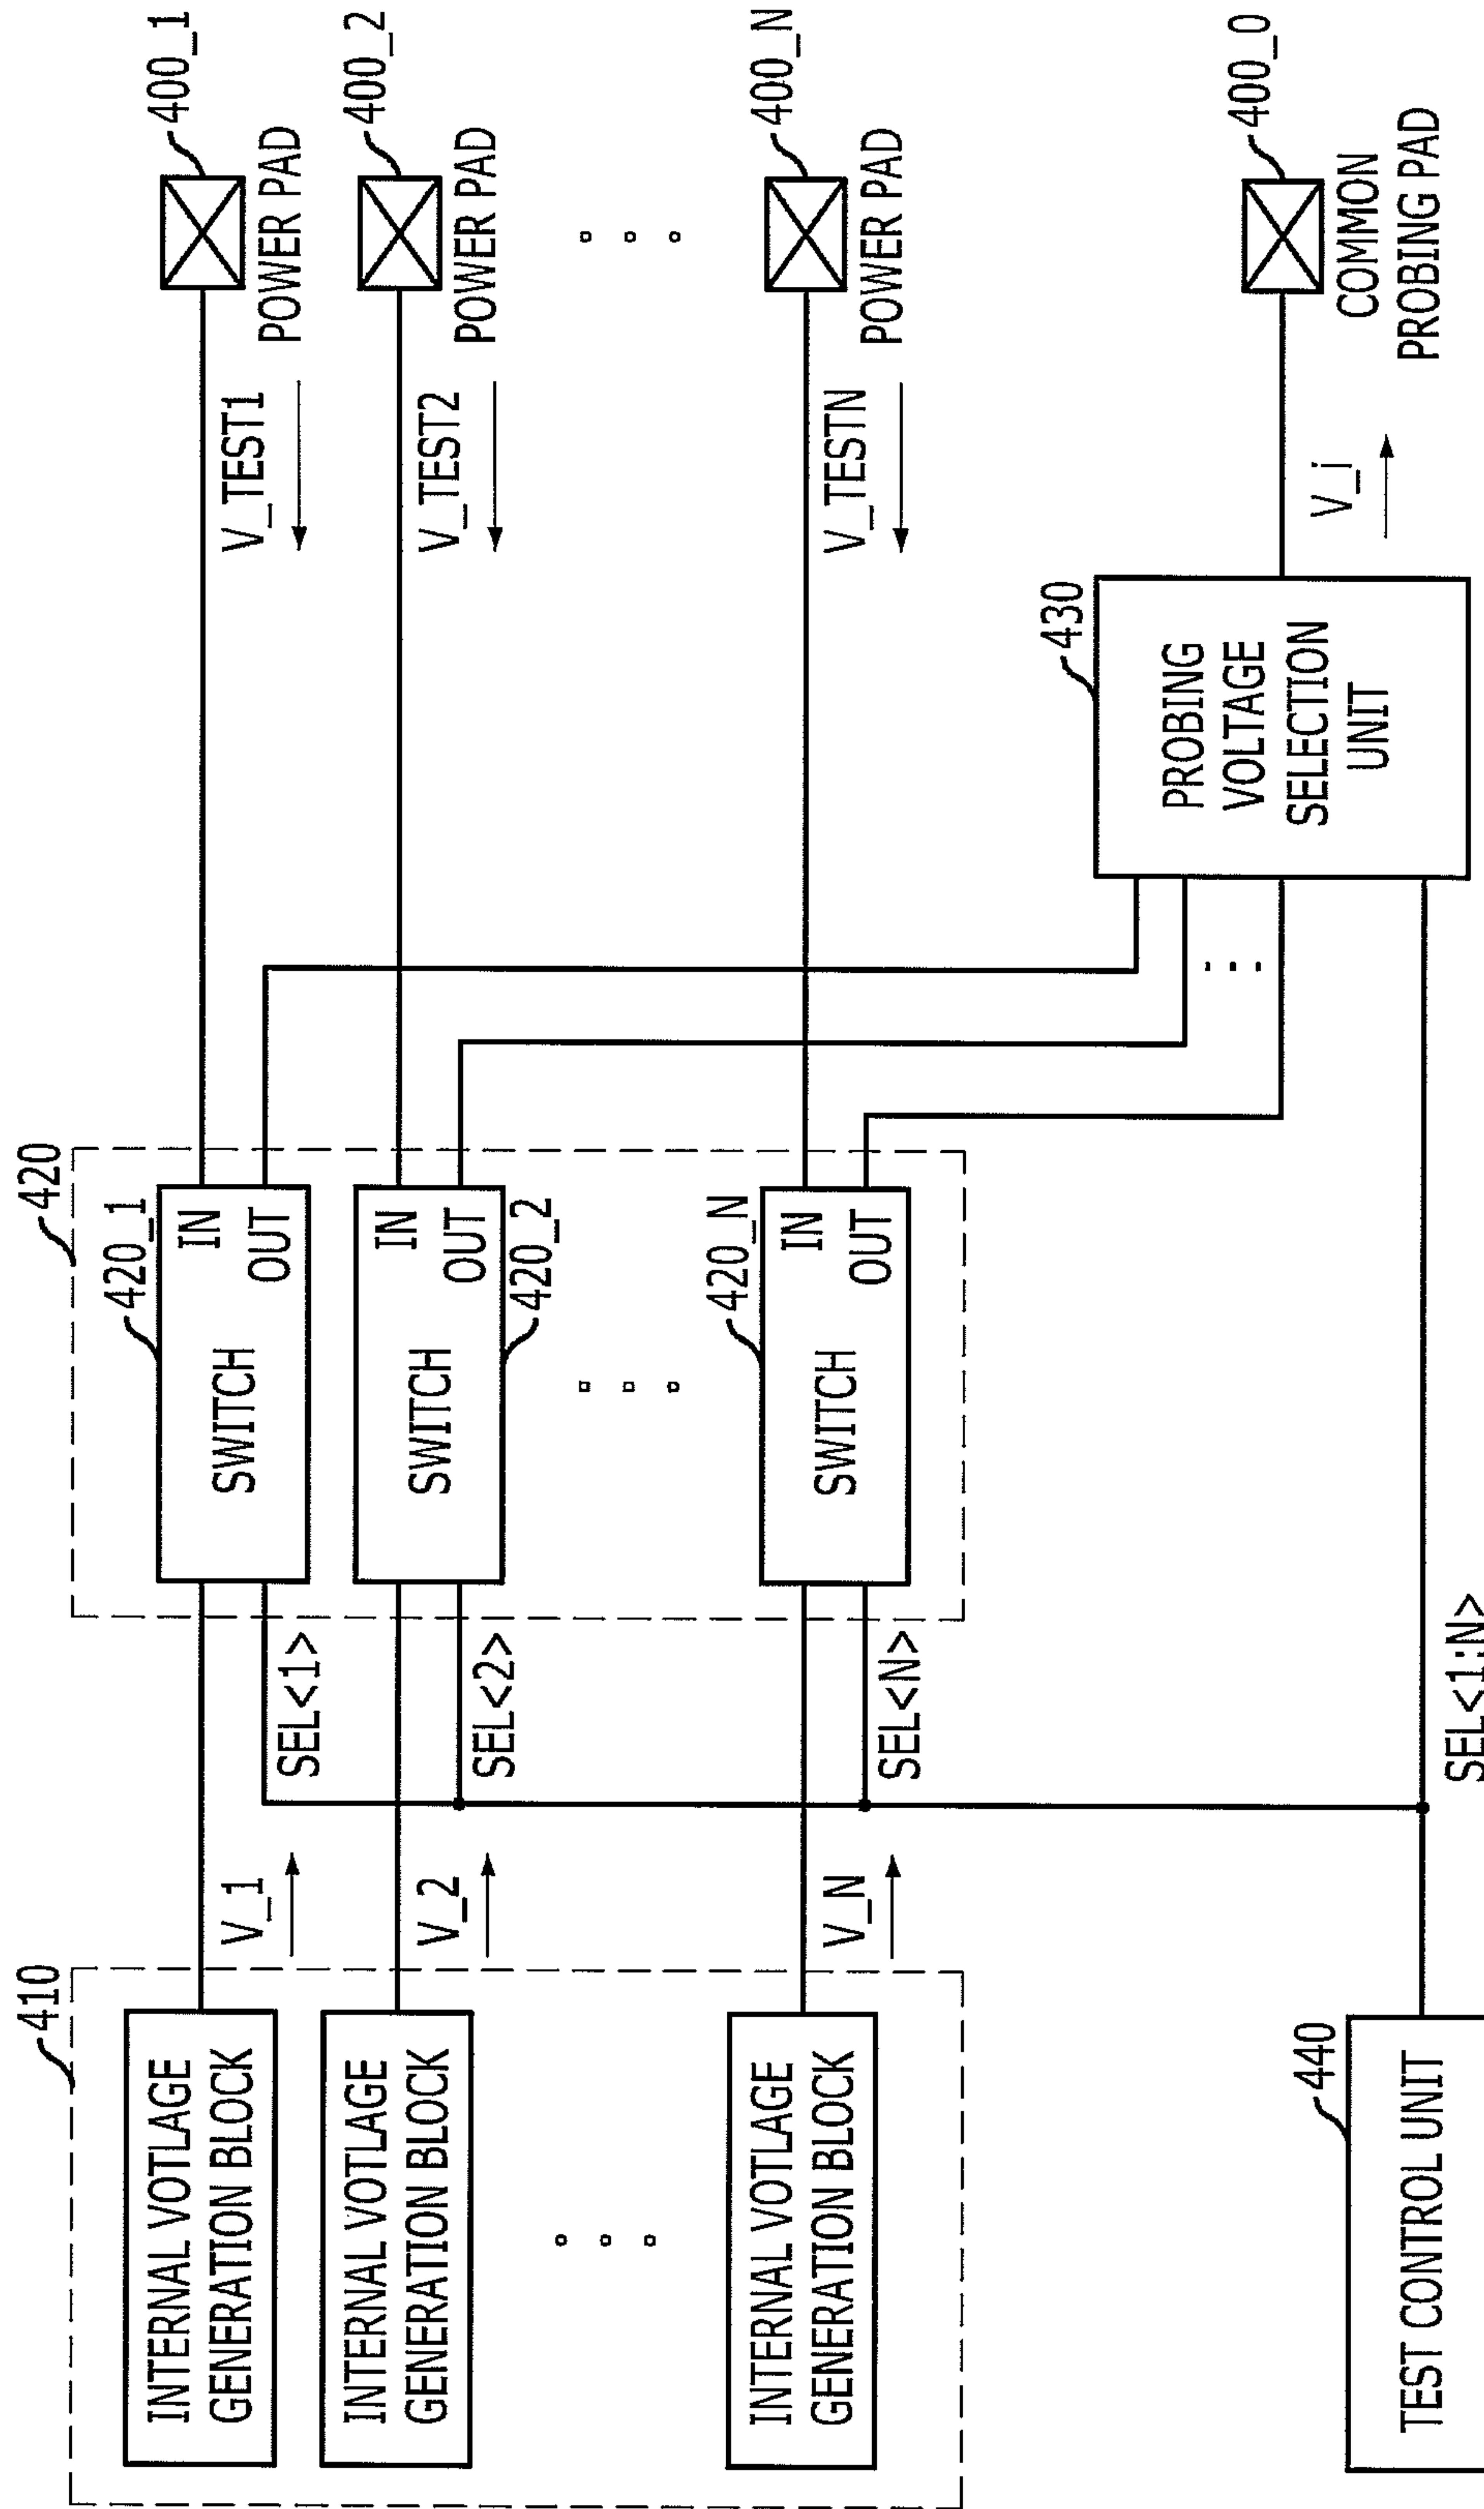 410
INTERNAL VOTLAGE
GENERATION BLOCK
V_1
SEL<1>
420
420_1
SWITCH
IN
OUT
V_TEST1
400_1
POWER PAD
INTERNAL VOTLAGE
GENERATION BLOCK
V_2
SEL<2>
SWITCH
IN
OUT
420_2
V_TEST2
400_2
POWER PAD
INTERNAL VOTLAGE
GENERATION BLOCK
V_N
SEL<N>
420_N
SWITCH
IN
OUT
V_TESTN
400_N
POWER PAD
430
PROBING
VOLTAGE
SELECTION
UNIT
V_j
400_0
COMMON
PROBING PAD
440
TEST CONTROL UNIT
SEL<1:N>